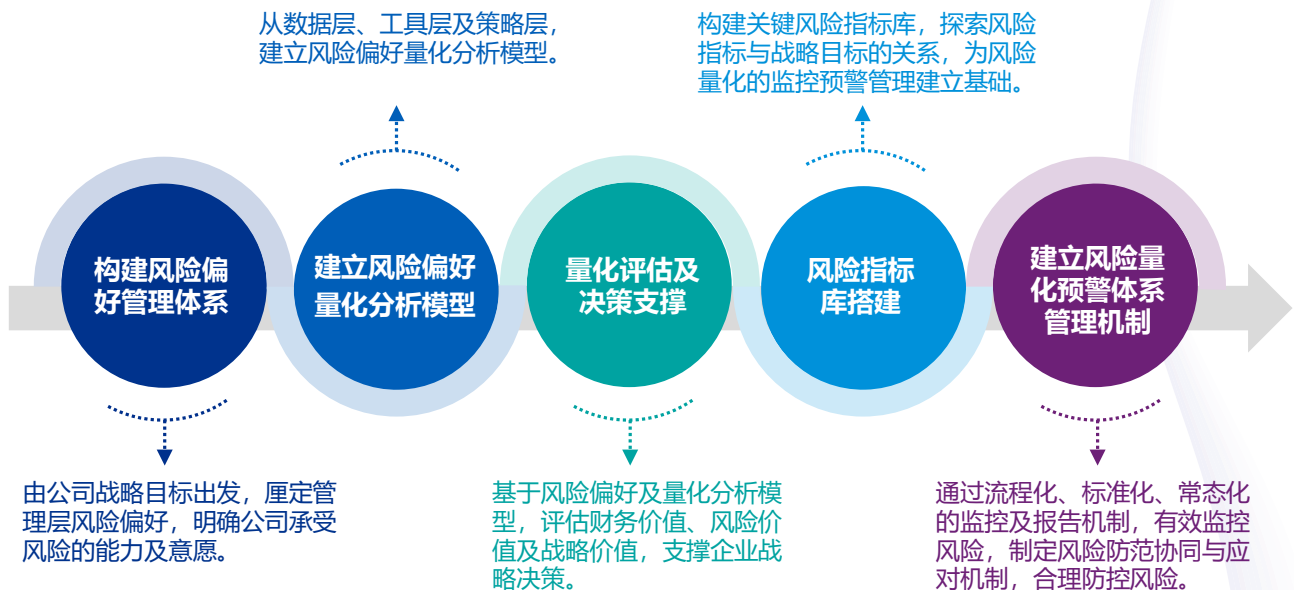 从数据层、工具层及策略层，
建立风险偏好量化分析模型。
构建关键风险指标库，探索风险
指标与战略目标的关系，为风险
量化的监控预警管理建立基础。
构建风险偏
好管理体系
建立风险偏好
量化分析模型
量化评估及
决策支撑
风险指标
库搭建
建立风险量
化预警体系
管理机制
由公司战略目标出发，厘定管
理层风险偏好，明确公司承受
风险的能力及意愿。
基于风险偏好及量化分析模
型，评估财务价值、风险价
值及战略价值，支撑企业战
略决策。
通过流程化、标准化、常态化
的监控及报告机制，有效监控
风险，制定风险防范协同与应
对机制，合理防控风险。